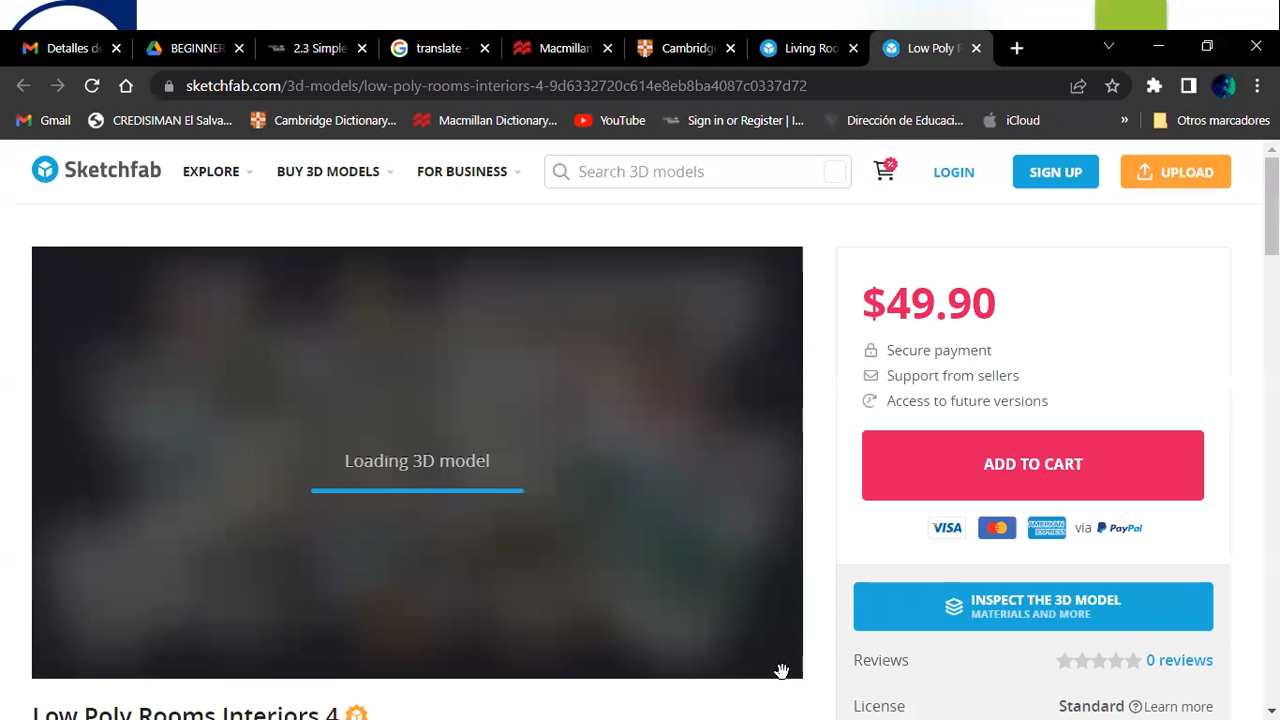 Detalles de
BEGINNER
2.3 Simple
translate -
Macmillan
Cambridge
Living Roo
Low Poly R
sketchfab.com/3d-models/low-poly-rooms-interiors-4-9d6332720c614e8eb8ba4087c0337d72
Gmail
CREDISIMAN El Salva...
Cambridge Dictionary...
Macmillan Dictionary...
YouTube
Sign in or Register | I...
Dirección de Educaci...
iCloud
»
Otros marcadores
Sketchfab
EXPLORE
BUY 3D MODELS
FOR BUSINESS
Search 3D models
LOGIN
SIGN UP
UPLOAD
Loading 3D model
$49.90
Secure payment
Support from sellers
Access to future versions
ADD TO CART
VISA
AMERICAN EXPRESS
via PayPal
INSPECT THE 3D MODEL
MATERIALS AND MORE
Reviews
0 reviews
License
Standard
Learn more
Low Poly Rooms Interiors 4